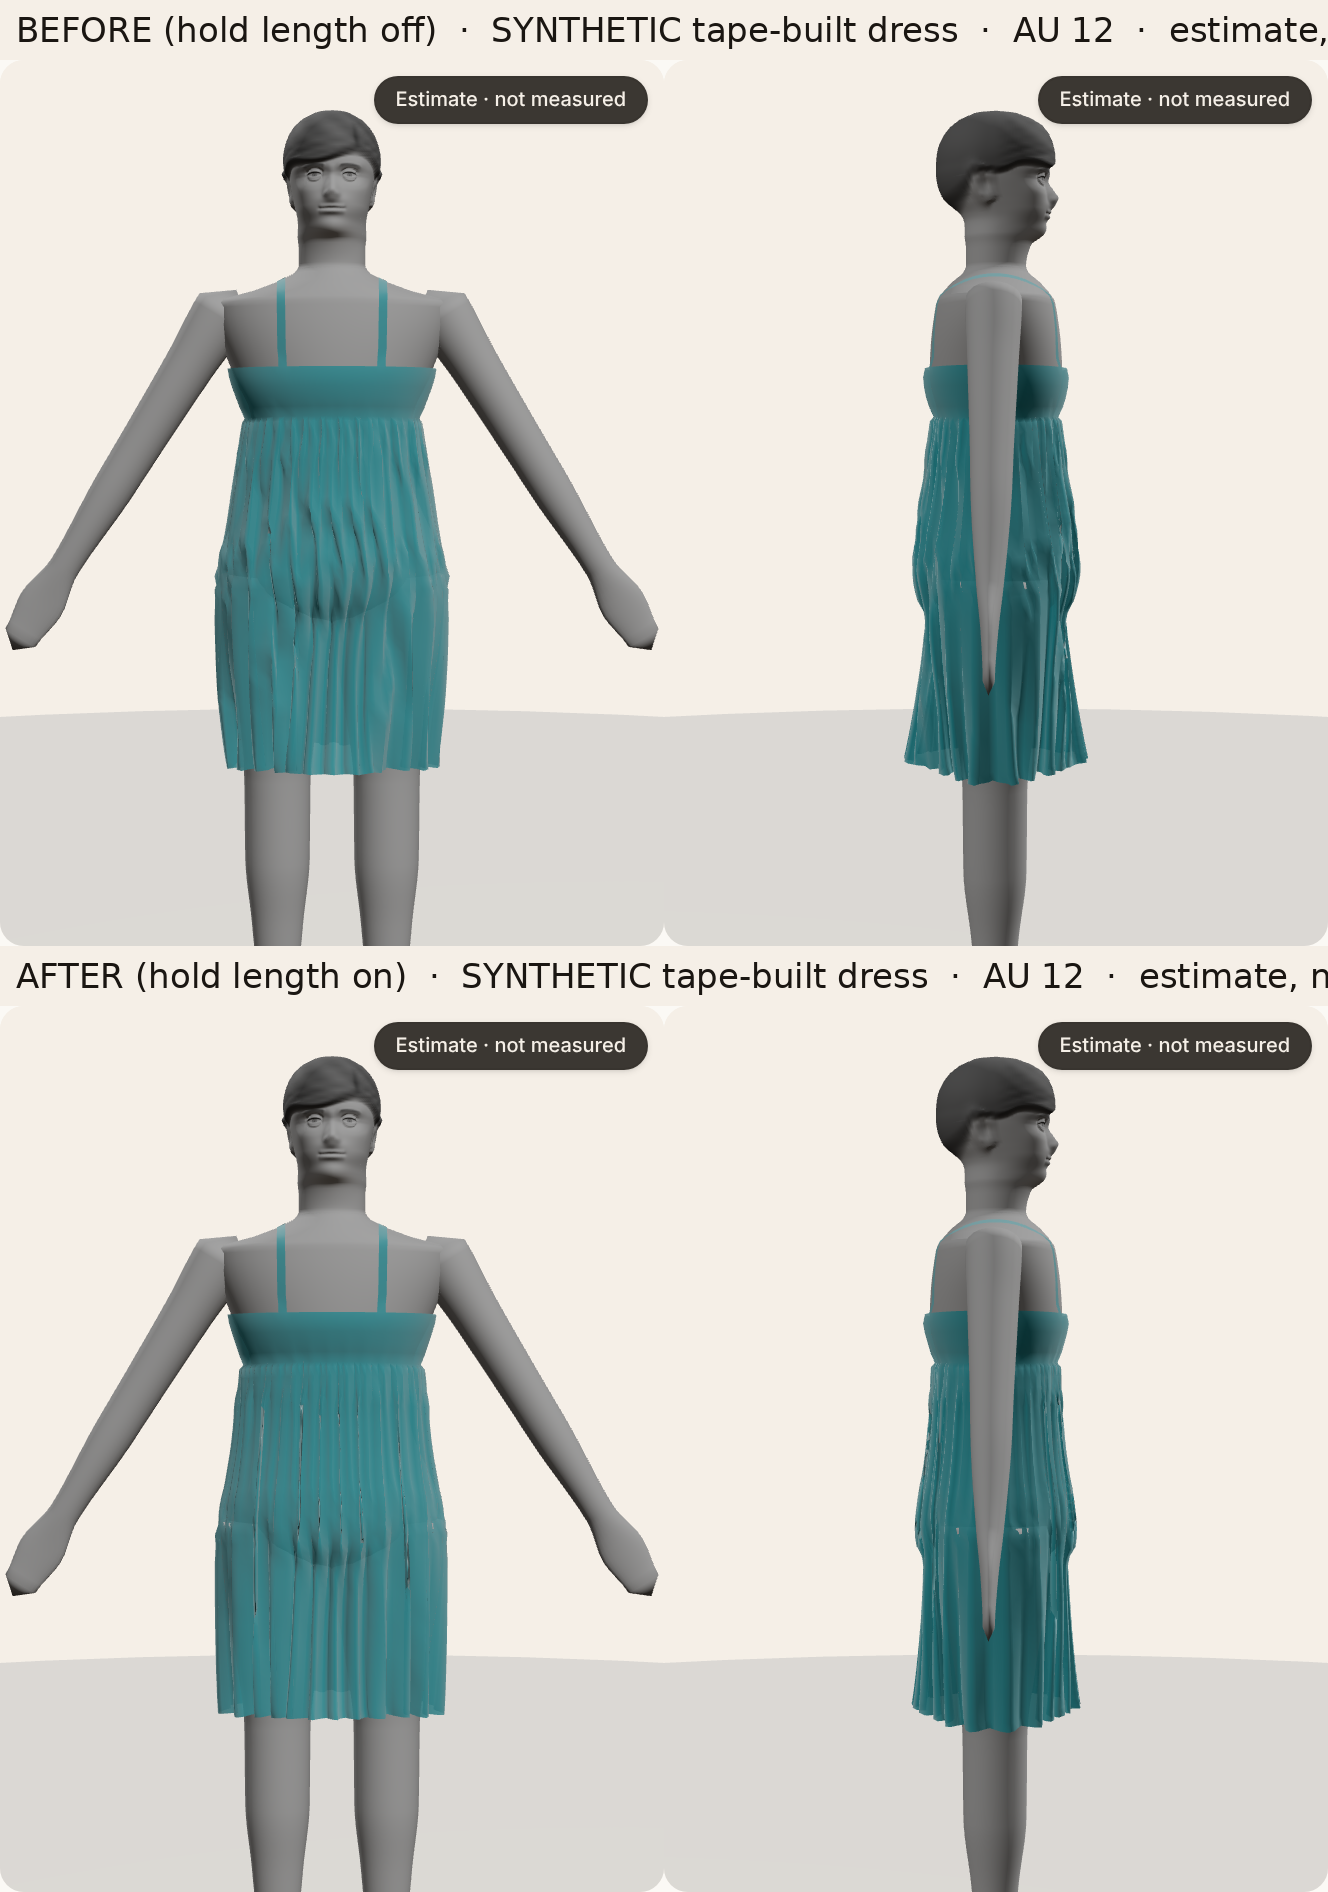 BEFORE (hold length off)  ·  SYNTHETIC tape-built dress  ·  AU 12  ·  estimate,
Estimate · not measured
Estimate · not measured
AFTER (hold length on)  ·  SYNTHETIC tape-built dress  ·  AU 12  ·  estimate, n
Estimate · not measured
Estimate · not measured